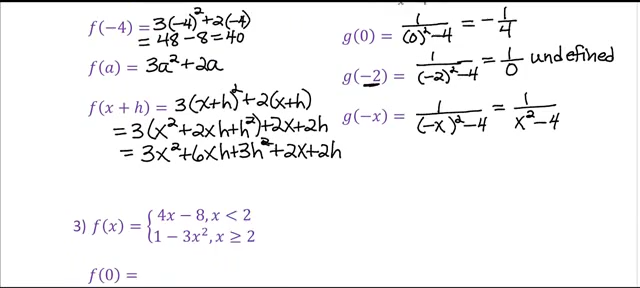 f(−4) = 3(-4)² + 2(-4)
= 48 - 8 = 40
f(a) = 3a² + 2a
f(x + h) = 3(x+h)² + 2(x+h)
= 3(x² + 2xh + h²) + 2x + 2h
= 3x² + 6xh + 3h² + 2x + 2h
g(0) = 1/((0)² - 4) = -1/4
g(−2) = 1/((-2)² - 4) = 1/0 undefined
g(−x) = 1/((-x)² - 4) = 1/(x² - 4)
3) f(x) = { 4x − 8, x < 2
1 − 3x², x ≥ 2
f(0) =